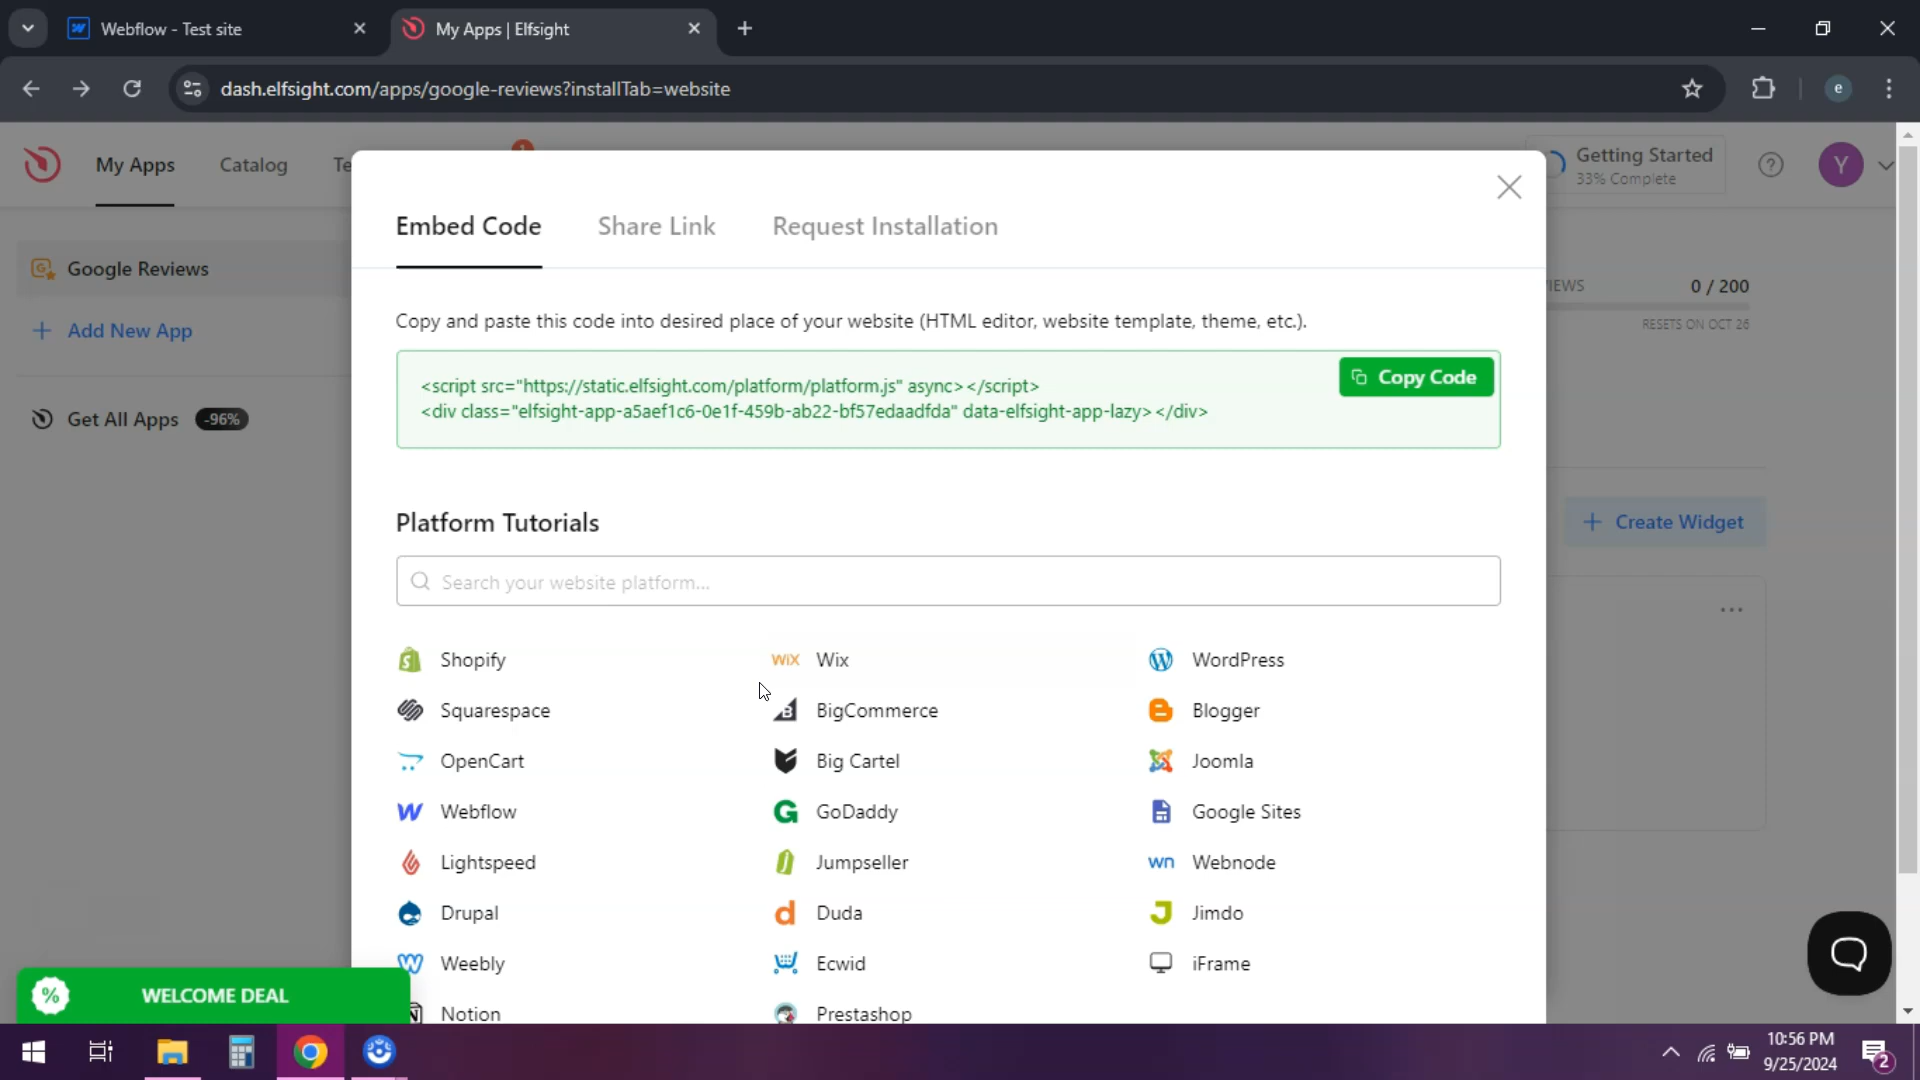 Webflow - Test site
My Apps | Elfsight
dash.elfsight.com/apps/google-reviews?installTab=website
e
My Apps
Catalog
Te
1
Getting Started
33% Complete
Y
Embed Code
Share Link
Request Installation
Google Reviews
Add New App
Get All Apps
-96%
IEWS
0 / 200
RESETS ON OCT 26
Copy and paste this code into desired place of your website (HTML editor, website template, theme, etc.).
<script src="https://static.elfsight.com/platform/platform.js" async></script>
<div class="elfsight-app-a5aef1c6-0e1f-459b-ab22-bf57edaadfda" data-elfsight-app-lazy></div>
Copy Code
Create Widget
Platform Tutorials
Search your website platform...
Shopify
WiX Wix
WordPress
Squarespace
BigCommerce
Blogger
OpenCart
Big Cartel
Joomla
Webflow
GoDaddy
Google Sites
Lightspeed
Jumpseller
wn Webnode
Drupal
Duda
Jimdo
Weebly
Ecwid
iFrame
Notion
Prestashop
% WELCOME DEAL
10:56 PM
9/25/2024
2